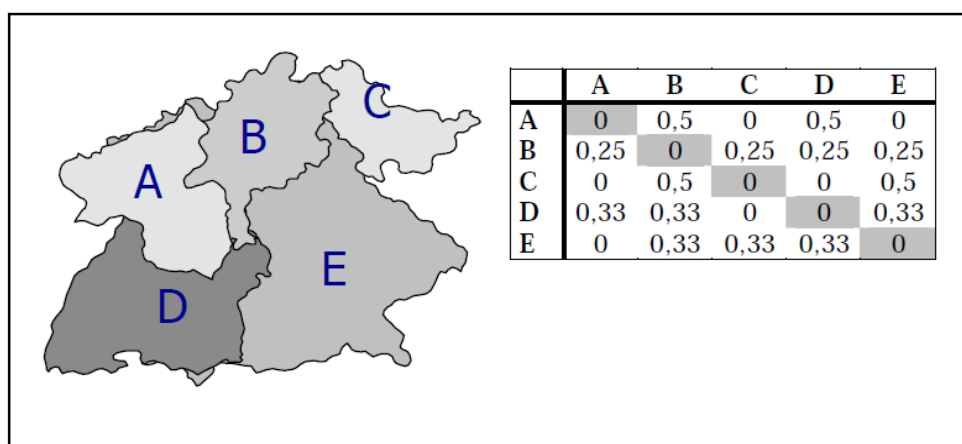 C
B
A
E
D
A B C D E
A 0 0,5 0 0,5 0
B 0,25 0 0,25 0,25 0,25
C 0 0,5 0 0 0,5
D 0,33 0,33 0 0 0,33
E 0 0,33 0,33 0,33 0